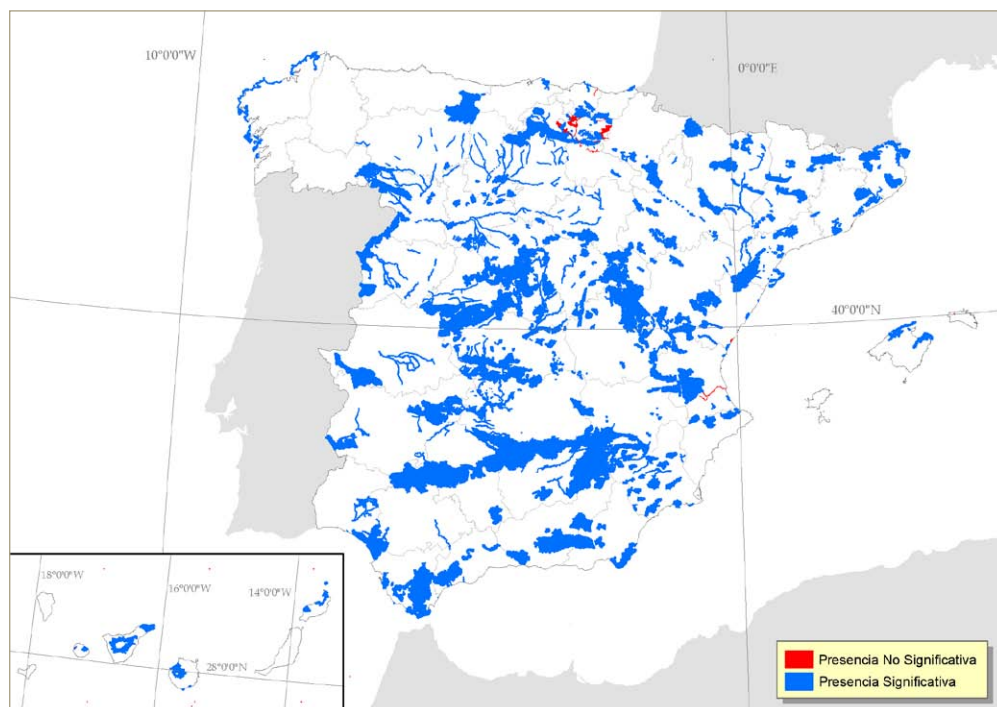 10°0'0"W
0°0'0"E
40°0'0"N
18°0'0"W
16°0'0"W
14°0'0"W
28°0'0"N
Presencia No Significativa
Presencia Significativa